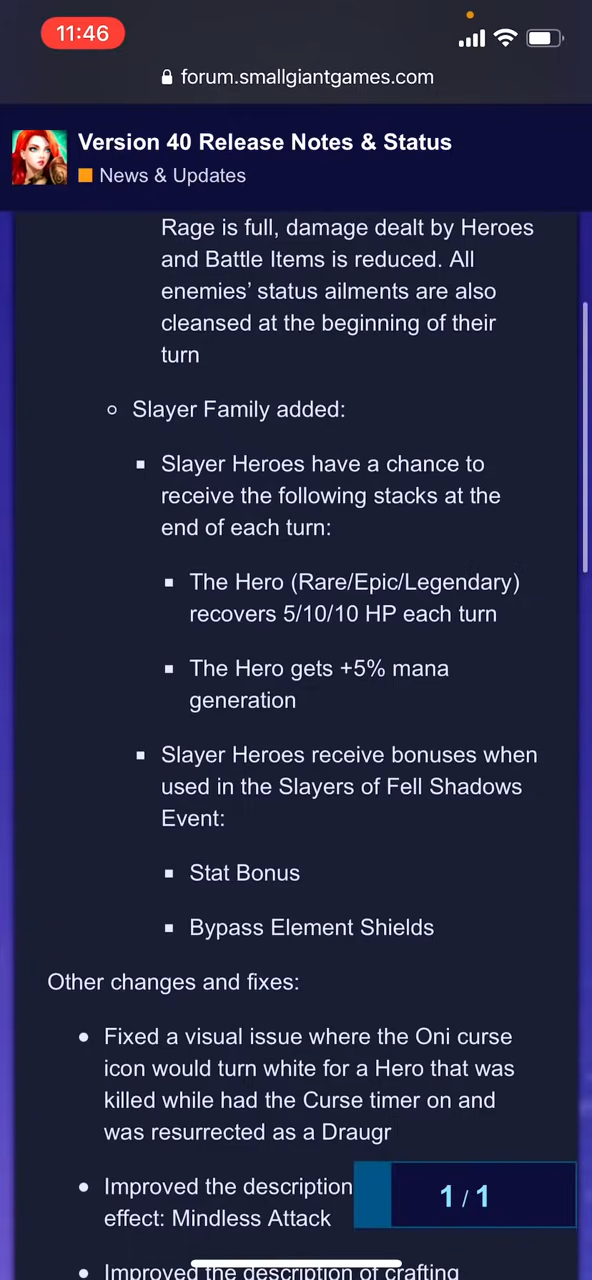 11:46
forum.smallgiantgames.com
Version 40 Release Notes & Status
News & Updates
Rage is full, damage dealt by Heroes
and Battle Items is reduced. All
enemies’ status ailments are also
cleansed at the beginning of their
turn
Slayer Family added:
Slayer Heroes have a chance to
receive the following stacks at the
end of each turn:
The Hero (Rare/Epic/Legendary)
recovers 5/10/10 HP each turn
The Hero gets +5% mana
generation
Slayer Heroes receive bonuses when
used in the Slayers of Fell Shadows
Event:
Stat Bonus
Bypass Element Shields
Other changes and fixes:
Fixed a visual issue where the Oni curse
icon would turn white for a Hero that was
killed while had the Curse timer on and
was resurrected as a Draugr
Improved the description
effect: Mindless Attack
1 / 1
Improved the description of crafting